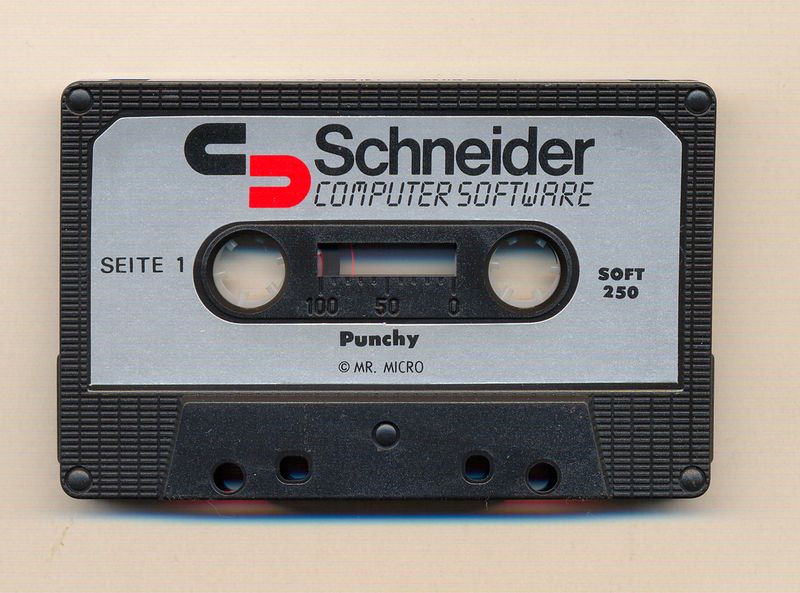 Schneider
COMPUTER SOFTWARE
SEITE 1
SOFT
250
100 50 0
Punchy
© MR. MICRO